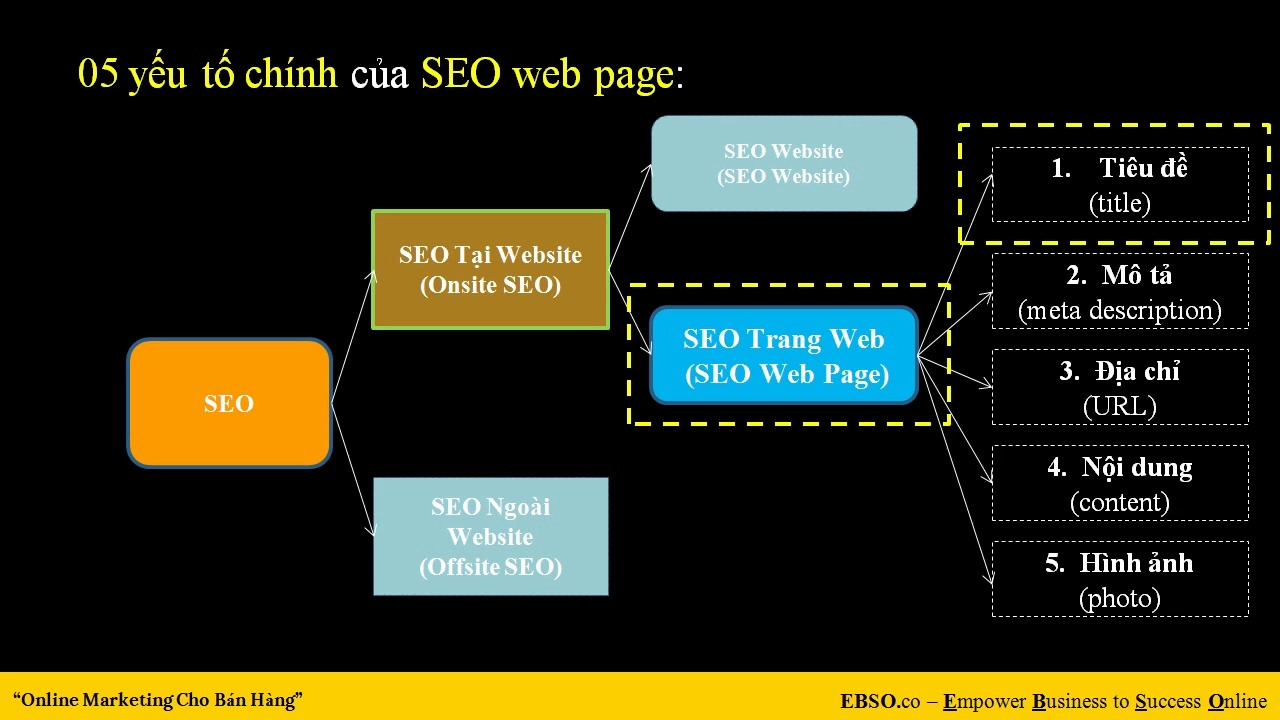 05 yếu tố chính của SEO web page:
SEO
SEO Tại Website
(Onsite SEO)
SEO Ngoài
Website
(Offsite SEO)
SEO Website
(SEO Website)
SEO Trang Web
(SEO Web Page)
1. Tiêu đề
(title)
2. Mô tả
(meta description)
3. Địa chỉ
(URL)
4. Nội dung
(content)
5. Hình ảnh
(photo)
“Online Marketing Cho Bán Hàng”
EBSO.co – Empower Business to Success Online